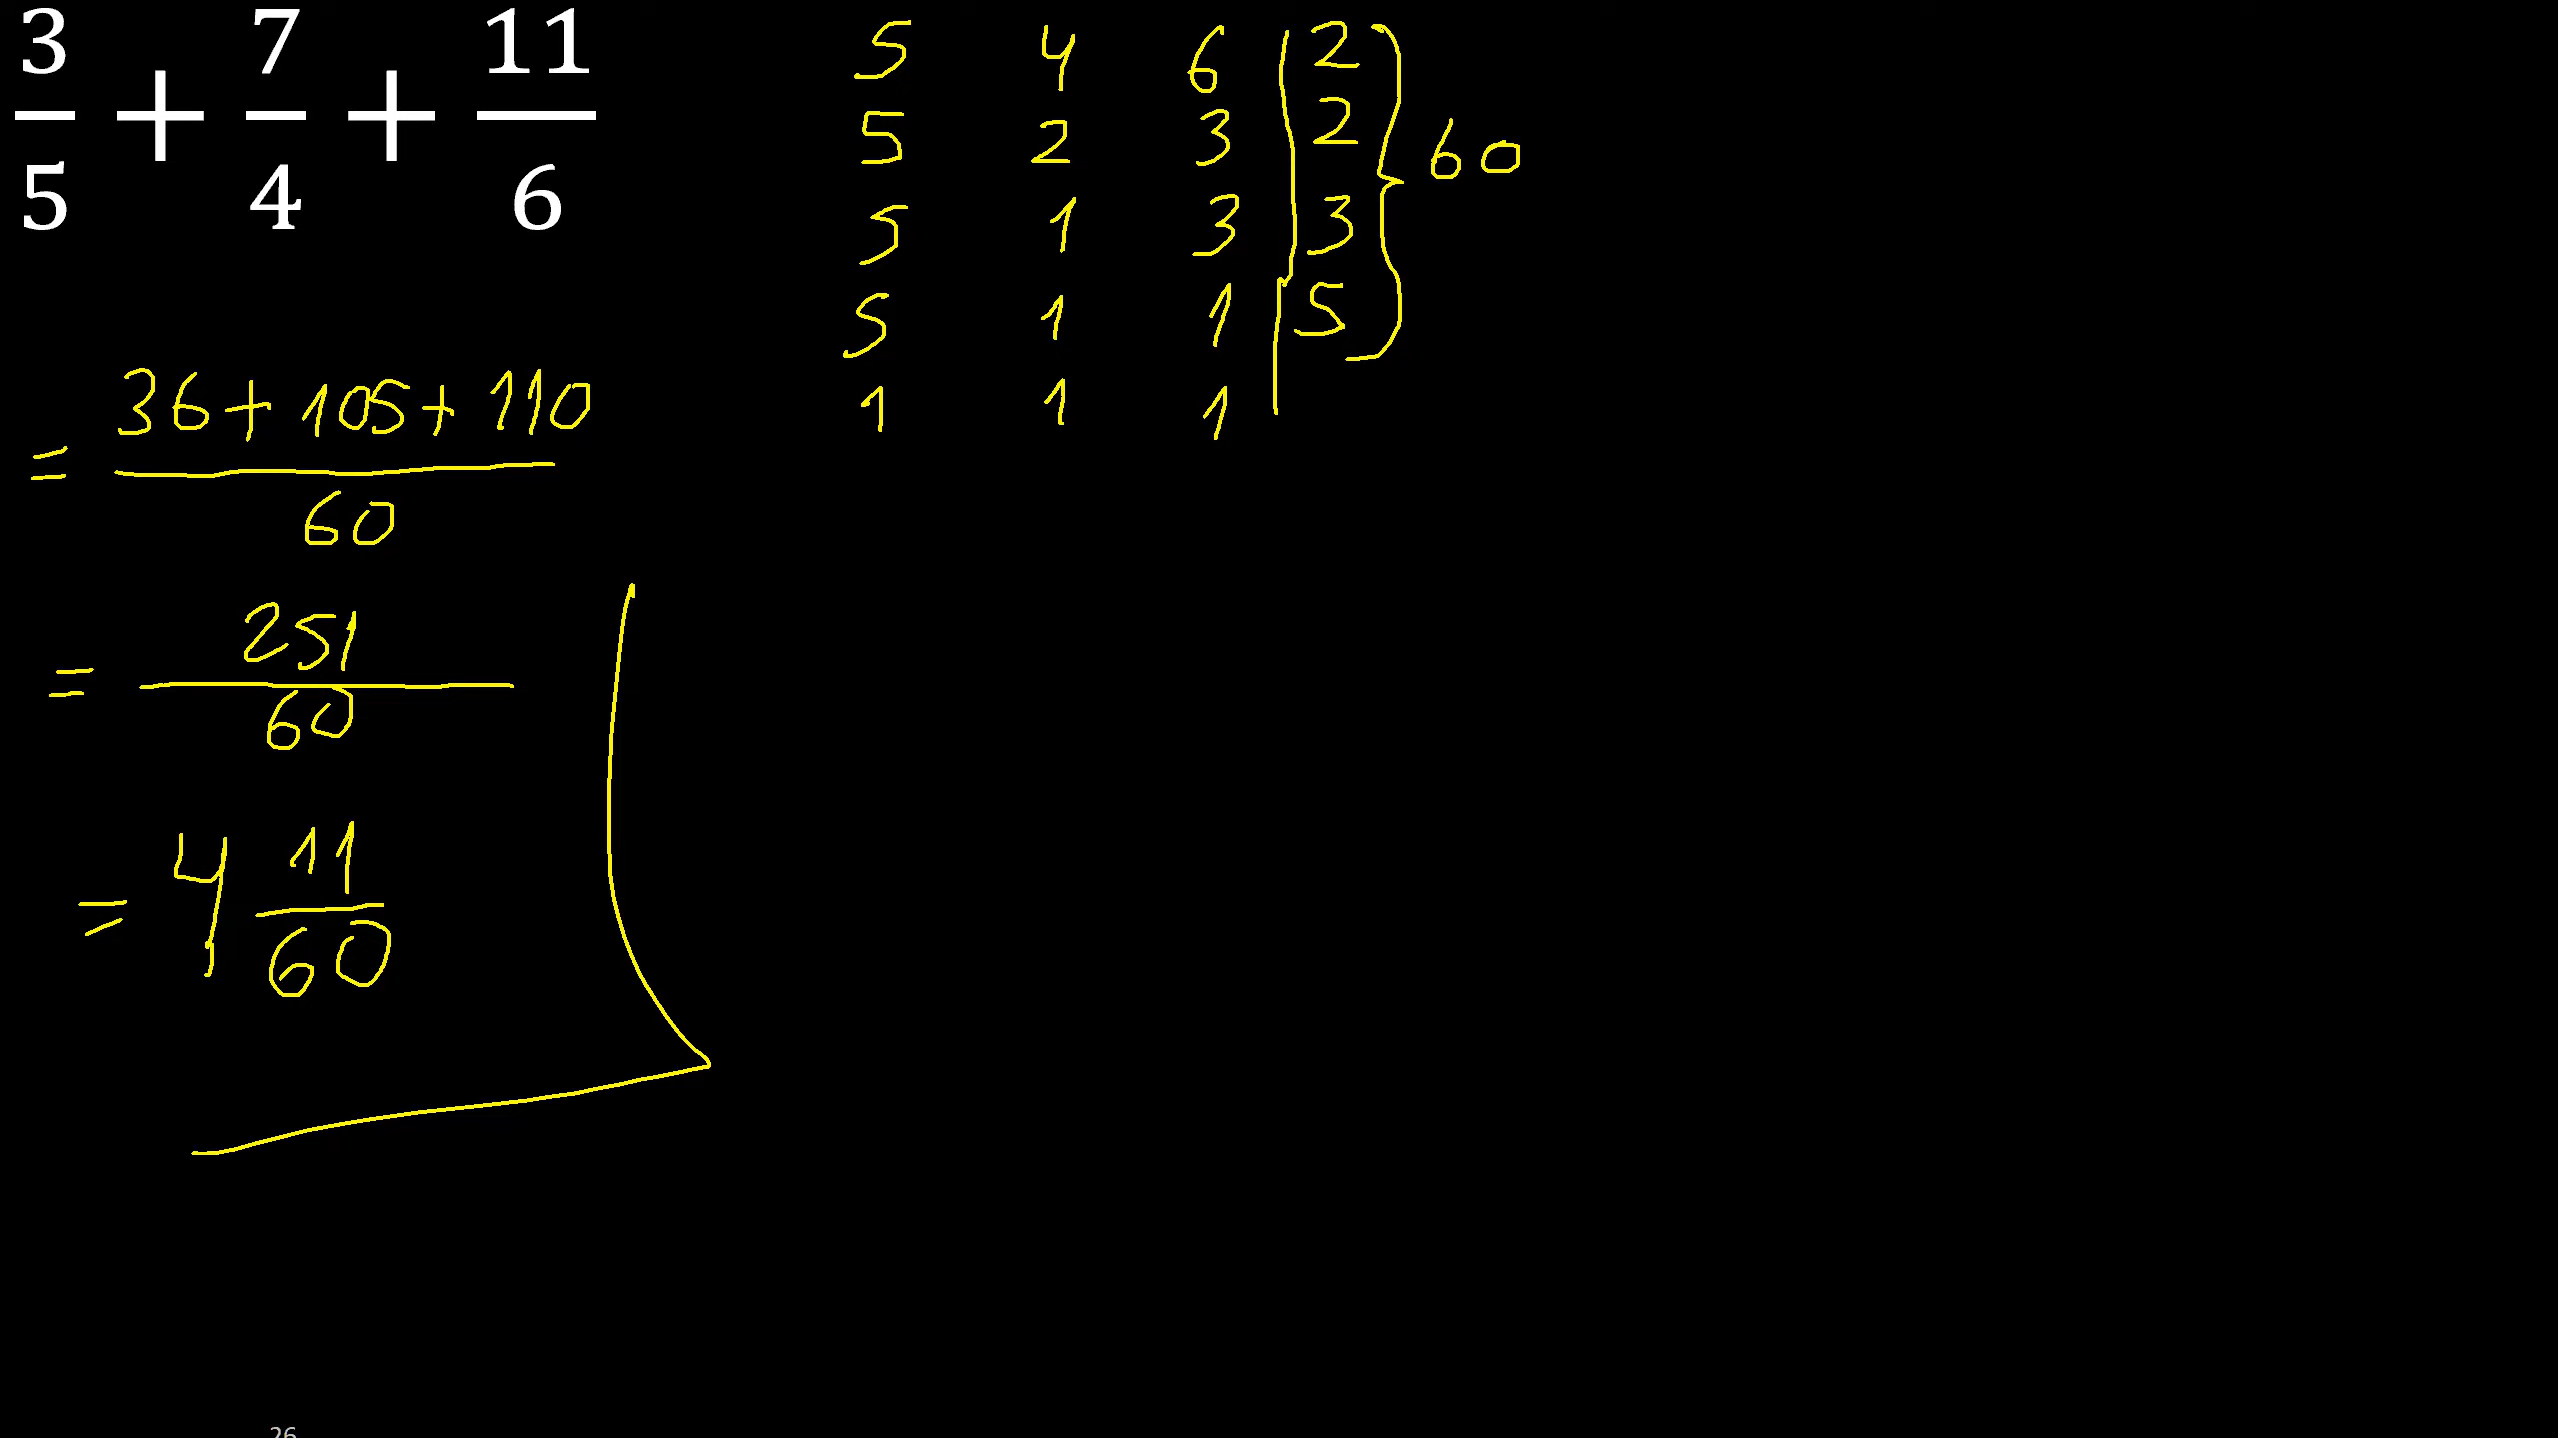 3/5 + 7/4 + 11/6
= 36 + 105 + 110 / 60
= 251 / 60
= 4 11/60
5 4 6 | 2
5 2 3 | 2
5 1 3 | 3
5 1 1 | 5
1 1 1 |
} 60
26